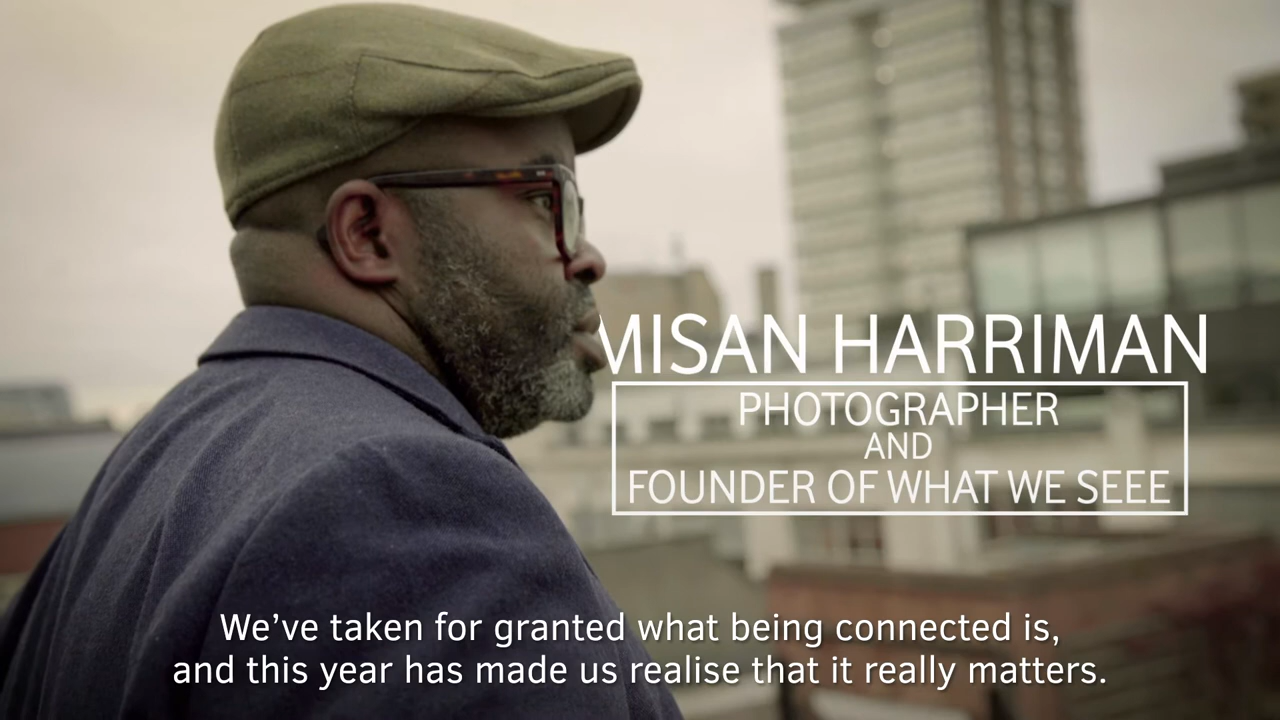 MISAN HARRIMAN
PHOTOGRAPHER
AND
FOUNDER OF WHAT WE SEEE
We've taken for granted what being connected is,
and this year has made us realise that it really matters.